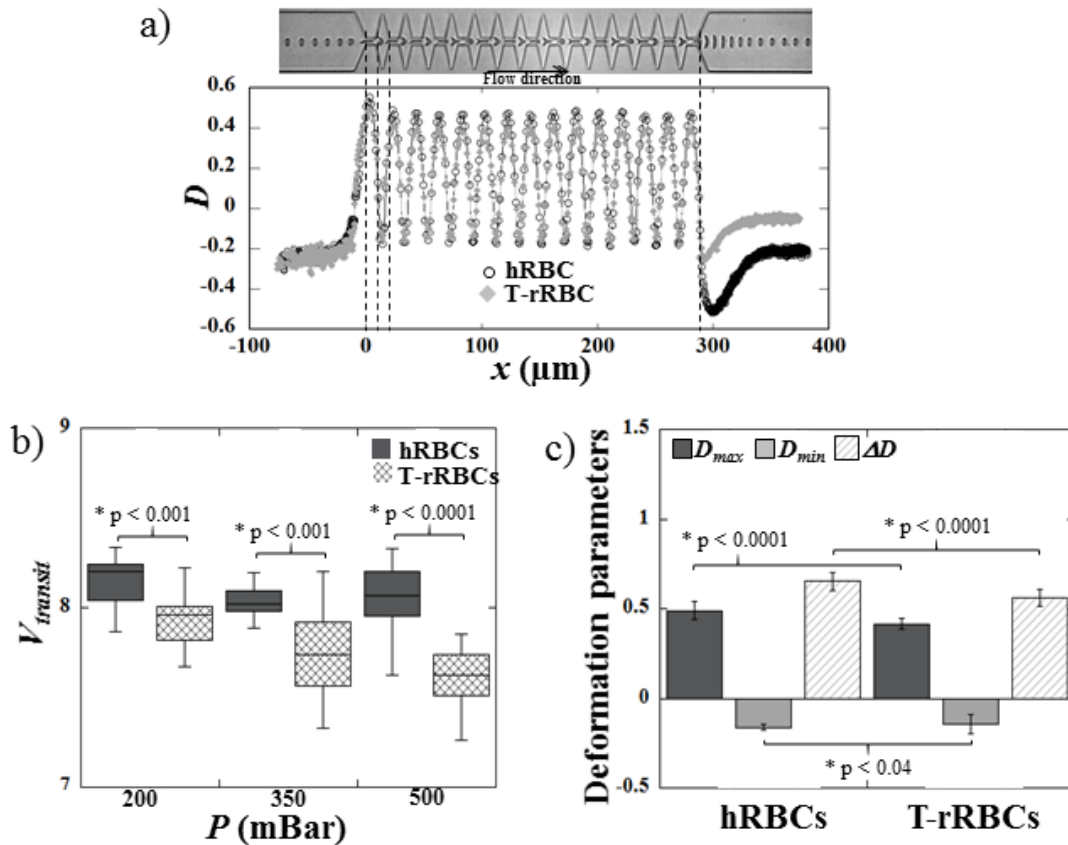 a)
Flow direction
0.6
0.4
0.2
0
-0.2
-0.4
-0.6
D
hRBC
T-rRBC
-100 0 100 200 300 400
x (μm)
b)
9
8
7
V transit
hRBCs
T-rRBCs
* p < 0.001
* p < 0.001
* p < 0.0001
200 350 500
P (mBar)
c)
1.5
1
0.5
0
-0.5
Deformation parameters
Dmax Dmin ΔD
* p < 0.0001
* p < 0.0001
* p < 0.04
hRBCs T-rRBCs